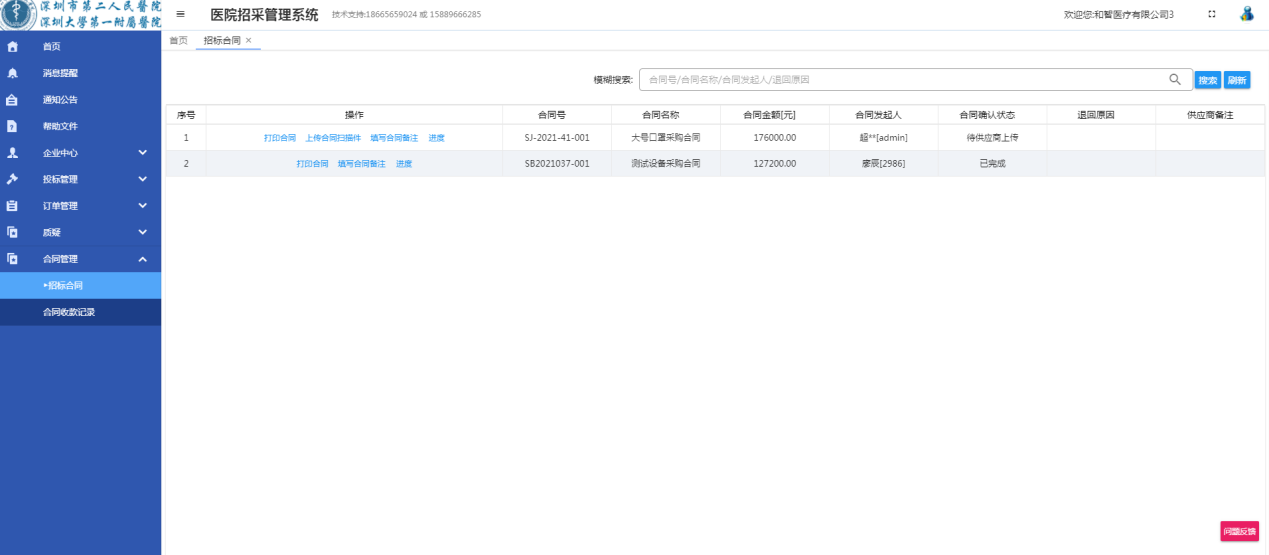 深圳市第二人民醫院
深圳大學第一附屬醫院
医院招采管理系统 技术支持:18665659024 或 15889666285 欢迎您:和智医疗有限公司3
首页 招标合同 ×
首页
消息提醒
通知公告
帮助文件
企业中心
投标管理
订单管理
质疑
合同管理
招标合同
合同收款记录
模糊搜索: 合同号/合同名称/合同发起人/退回原因 搜索 刷新
序号 操作 合同号 合同名称 合同金额[元] 合同发起人 合同确认状态 退回原因 供应商备注
1 打印合同 上传合同扫描件 填写合同备注 进度 SJ-2021-41-001 大号口罩采购合同 176000.00 超**[admin] 待供应商上传
2 打印合同 填写合同备注 进度 SB2021037-001 测试设备采购合同 127200.00 廖辰[2986] 已完成
问题反馈